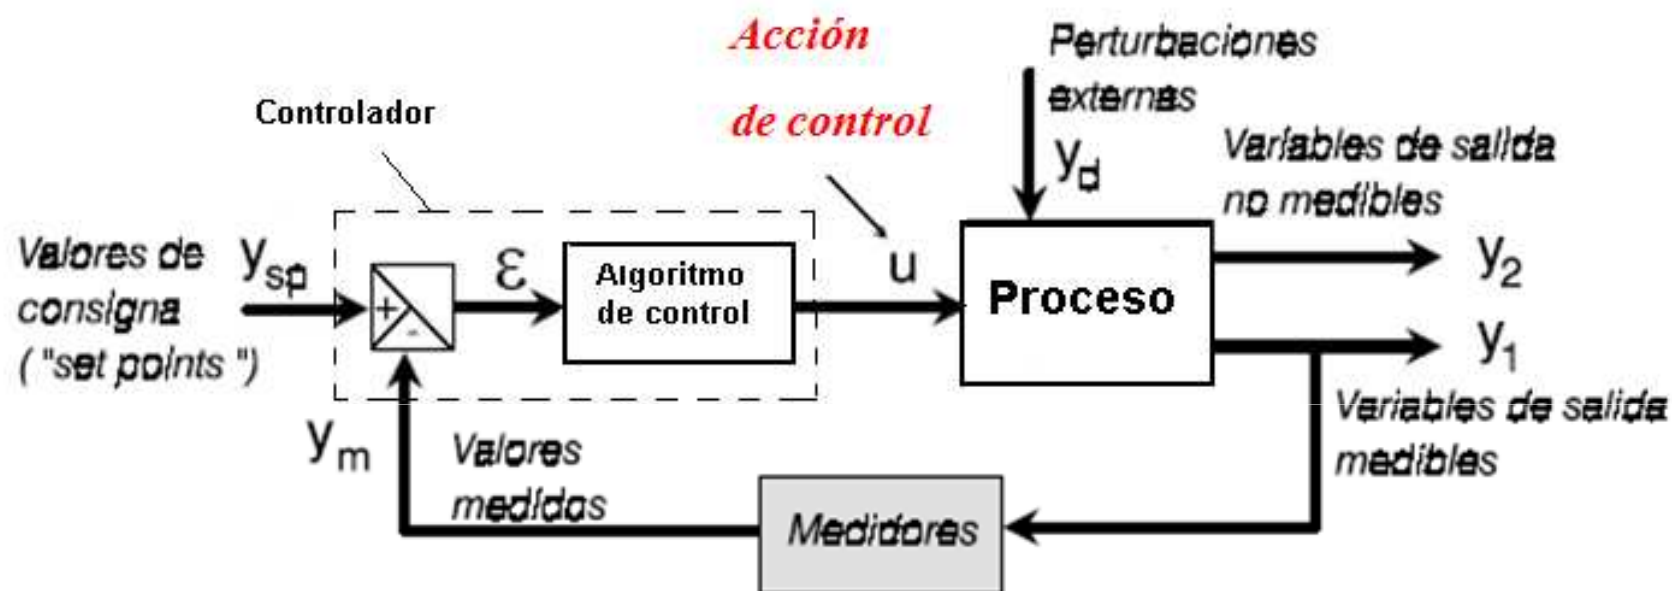 Acción
de control
Perturbaciones
externas
Controlador
y_d
Variables de salida
no medibles
Valores de
consigna
( "set points ")
y_sp
+
-
ε
Algoritmo
de control
u
Proceso
y_2
y_1
Variables de salida
medibles
y_m
Valores
medidos
Medidores